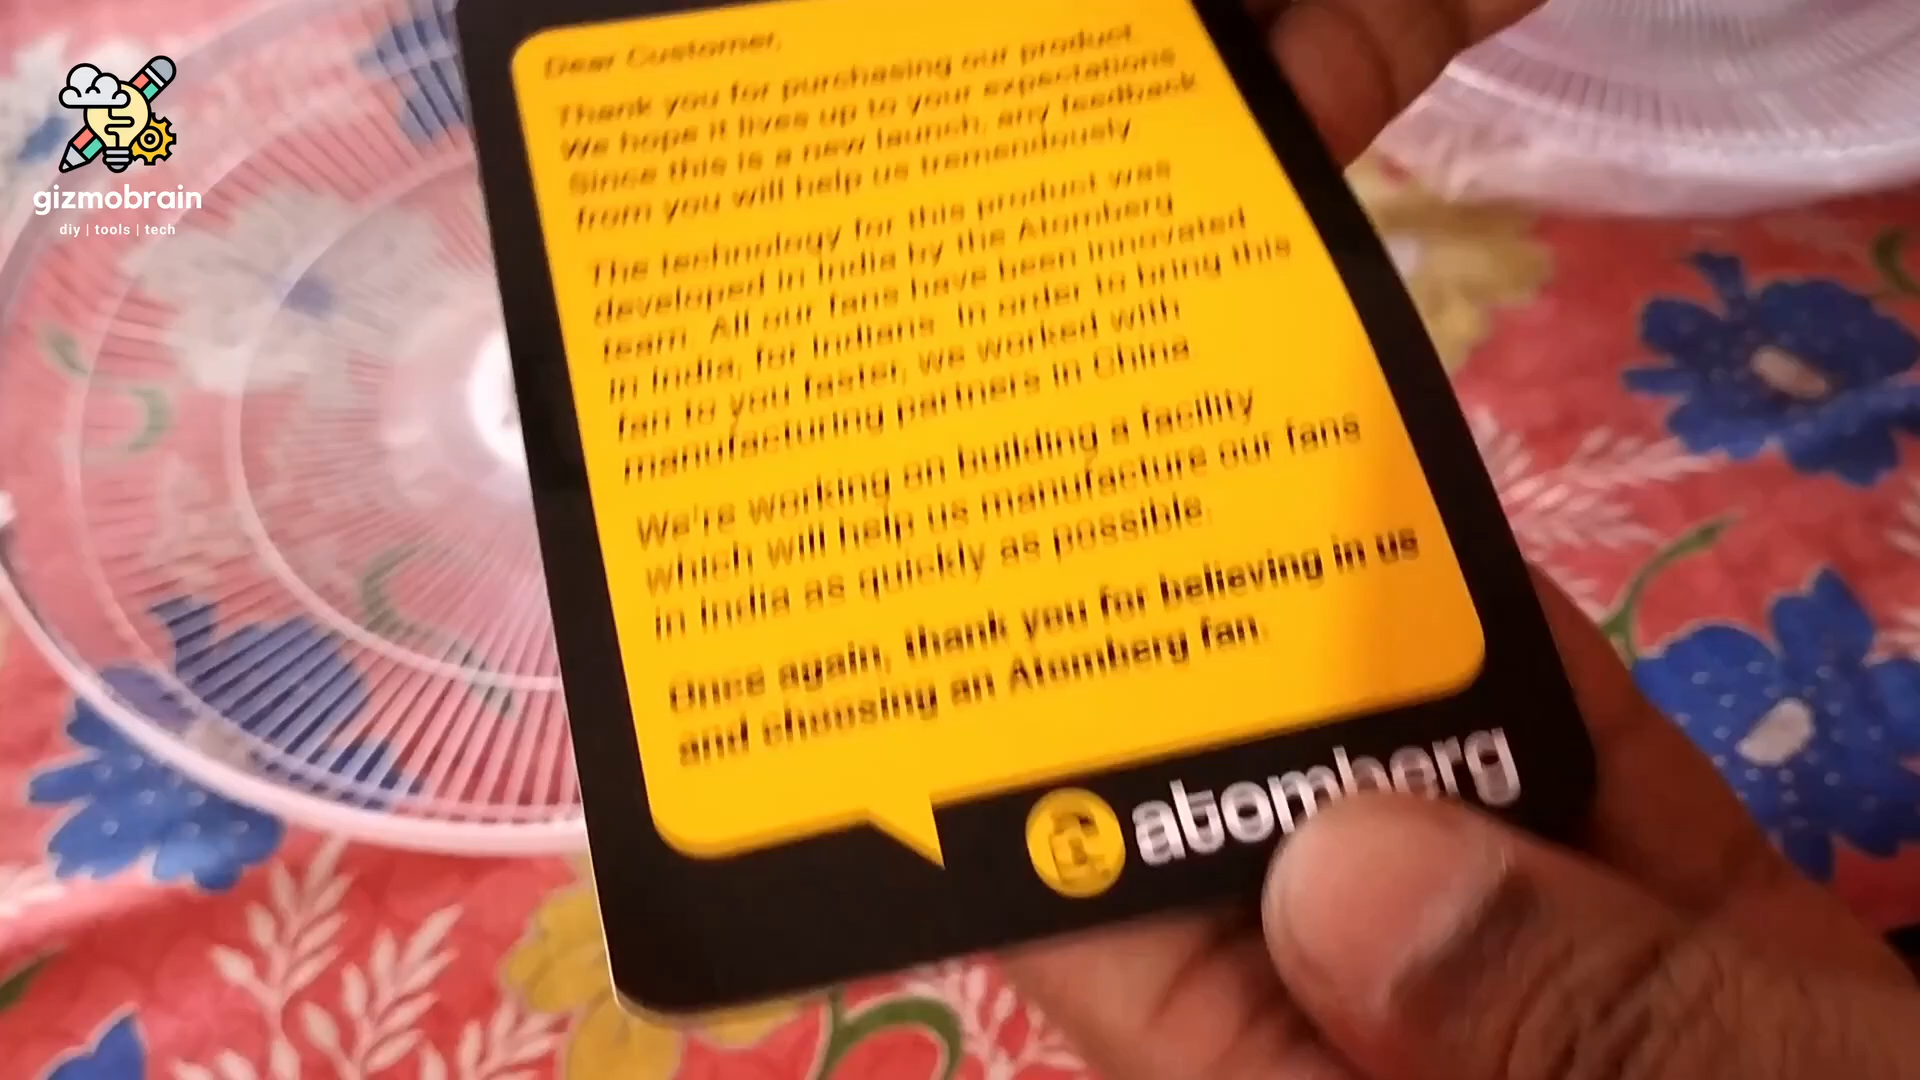 gizmobrain
diy | tools | tech
Dear Customer,
Thank you for purchasing our product.
We hope it lives up to your expectations
Since this is a new launch, any feedback
from you will help us tremendously
The technology for this product was
developed in India by the Atomberg
team. All our fans have been innovated
in India, for Indians. In order to bring this
fan to you faster, we worked with
manufacturing partners in China
We're working on building a facility
which will help us manufacture our fans
in India as quickly as possible.
Once again, thank you for believing in us
and choosing an Atomberg fan.
atomberg